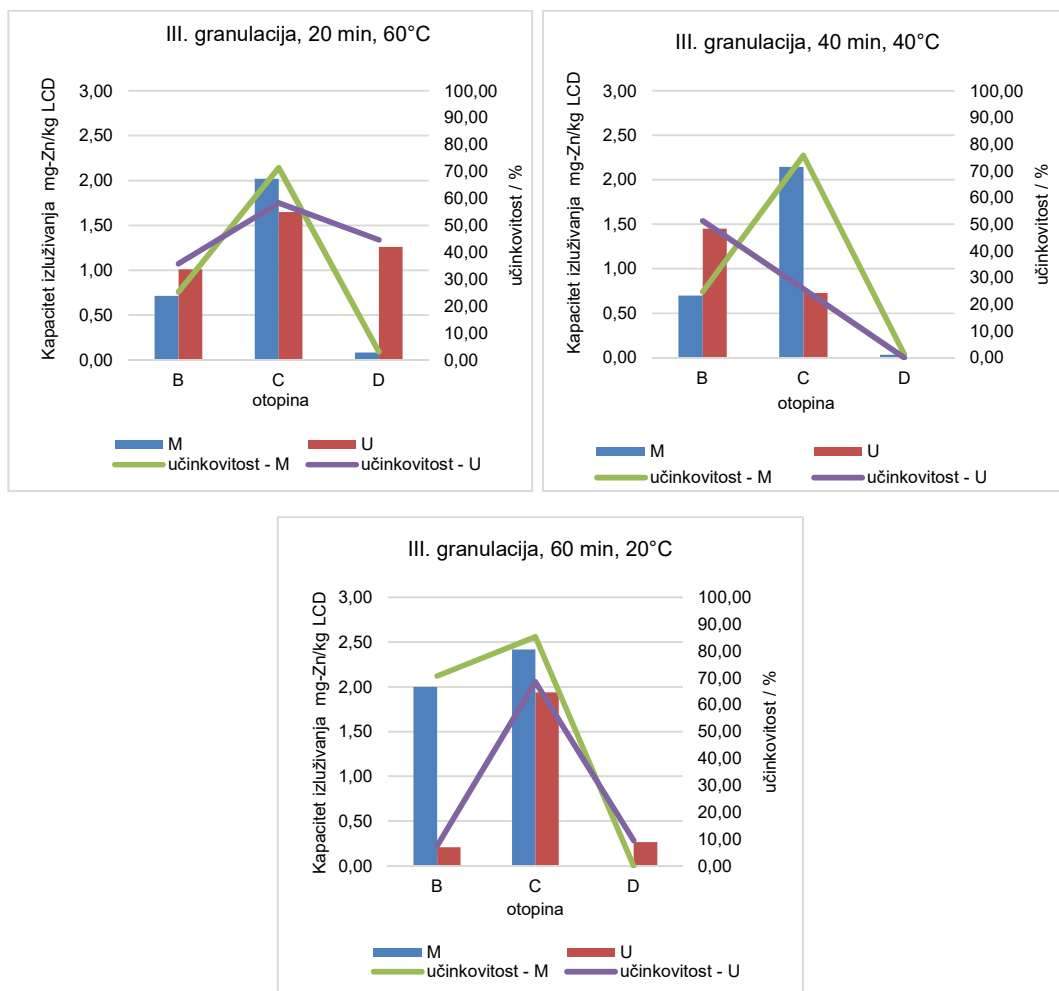 III. granulacija, 20 min, 60°C
Kapacitet izluživanja mg-Zn/kg LCD
3,00
2,50
2,00
1,50
1,00
0,50
0,00
100,00
90,00
80,00
70,00
60,00
50,00
40,00
30,00
20,00
10,00
0,00
učinkovitost / %
B C D
otopina
M U
učinkovitost - M učinkovitost - U
III. granulacija, 40 min, 40°C
Kapacitet izluživanja mg-Zn/kg LCD
3,00
2,50
2,00
1,50
1,00
0,50
0,00
100,00
90,00
80,00
70,00
60,00
50,00
40,00
30,00
20,00
10,00
0,00
učinkovitost / %
B C D
otopina
M U
učinkovitost - M učinkovitost - U
III. granulacija, 60 min, 20°C
Kapacitet izluživanja mg-Zn/kg LCD
3,00
2,50
2,00
1,50
1,00
0,50
0,00
100,00
90,00
80,00
70,00
60,00
50,00
40,00
30,00
20,00
10,00
0,00
učinkovitost / %
B C D
otopina
M U
učinkovitost - M učinkovitost - U